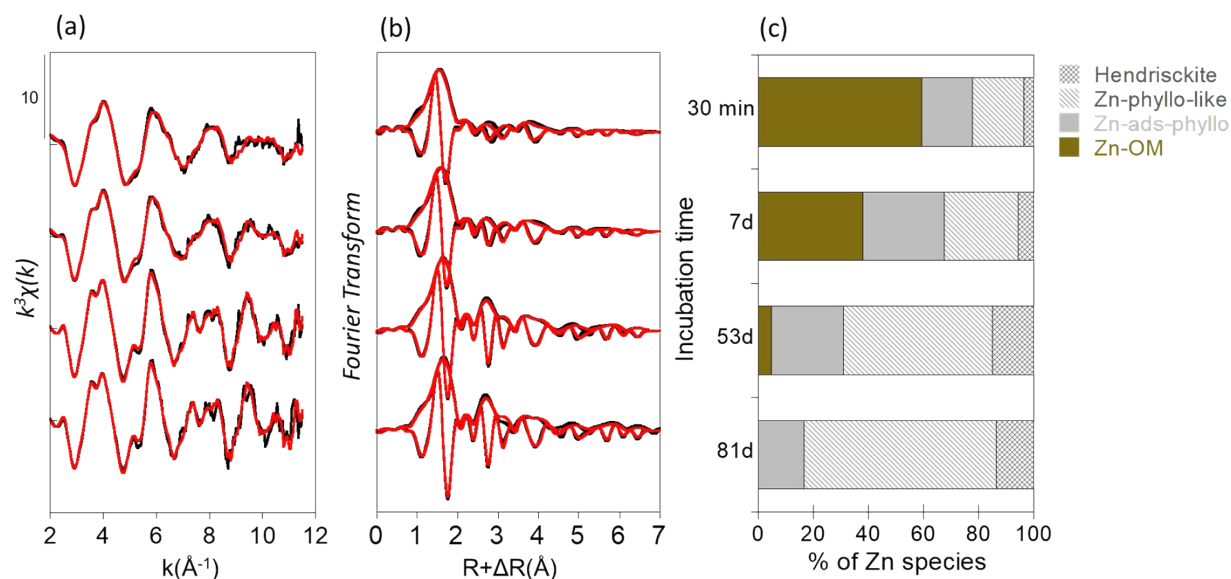 (a)
(b)
(c)
10
k³χ(k)
2 4 6 8 10 12
k(Å⁻¹)
Fourier Transform
0 1 2 3 4 5 6 7
R+ΔR(Å)
Incubation time
30 min
7d
53d
81d
0 20 40 60 80 100
% of Zn species
Hendrisckite
Zn-phyllo-like
Zn-ads-phyllo
Zn-OM